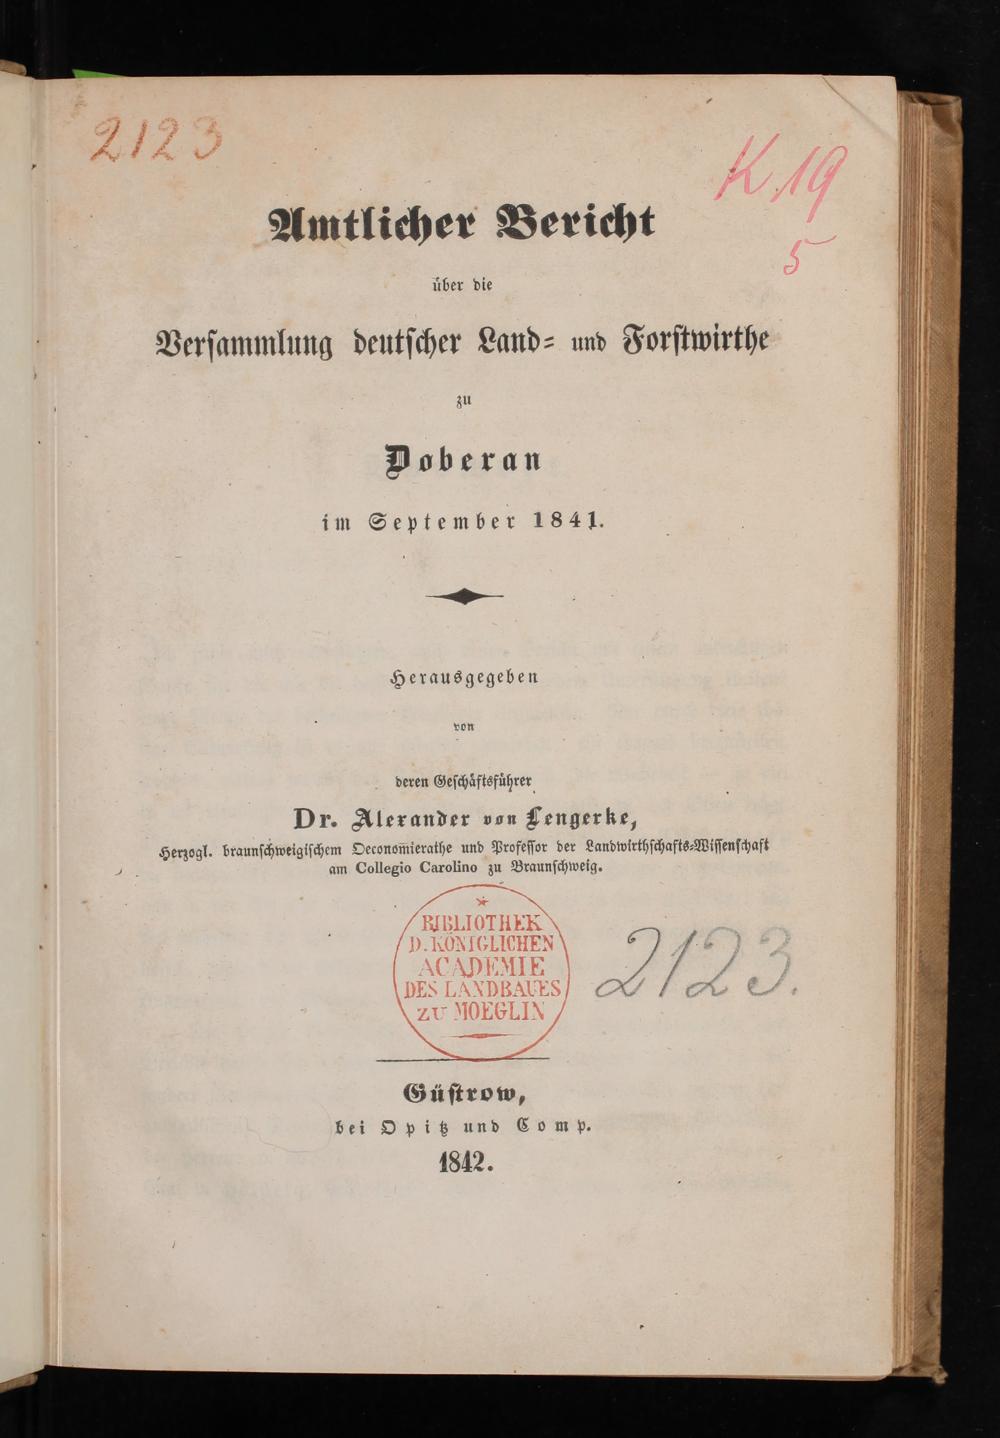 2123
K 19
5
Amtlicher Bericht
über die
Versammlung deutscher Land- und Forstwirthe
zu
Doberan
im September 1841.
Herausgegeben
von
deren Geschäftsführer
Dr. Alexander von Lengerke,
Herzogl. braunschweigischem Oeconomierathe und Professor der Landwirthschafts-Wissenschaft
am Collegio Carolino zu Braunschweig.
BIBLIOTHEK
D. KÖNIGLICHEN
ACADEMIE
DES LANDBAUES
ZU MOEGLIN
2123.
Güstrow,
bei Opitz und Comp.
1842.